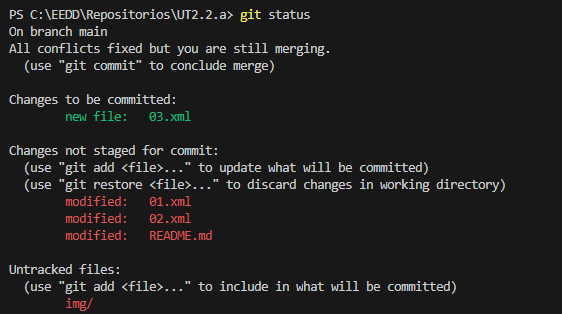 PS C:\EEDD\Repositorios\UT2.2.a> git status
On branch main
All conflicts fixed but you are still merging.
  (use "git commit" to conclude merge)

Changes to be committed:
        new file:   03.xml

Changes not staged for commit:
  (use "git add <file>..." to update what will be committed)
  (use "git restore <file>..." to discard changes in working directory)
        modified:   01.xml
        modified:   02.xml
        modified:   README.md

Untracked files:
  (use "git add <file>..." to include in what will be committed)
        img/